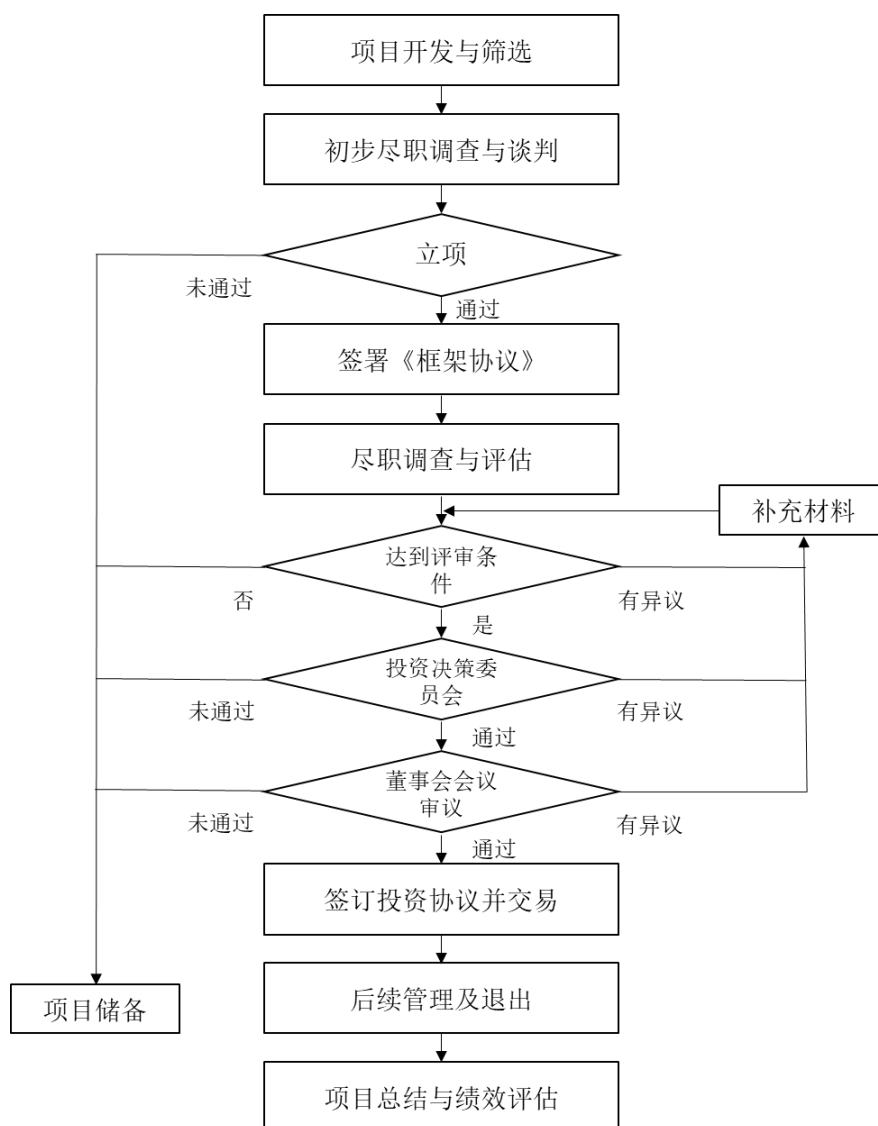 项目开发与筛选
初步尽职调查与谈判
立项
未通过
通过
签署《框架协议》
尽职调查与评估
补充材料
达到评审条
件
否
有异议
是
投资决策委
员会
未通过
有异议
通过
董事会会议
审议
未通过
有异议
通过
签订投资协议并交易
后续管理及退出
项目储备
项目总结与绩效评估